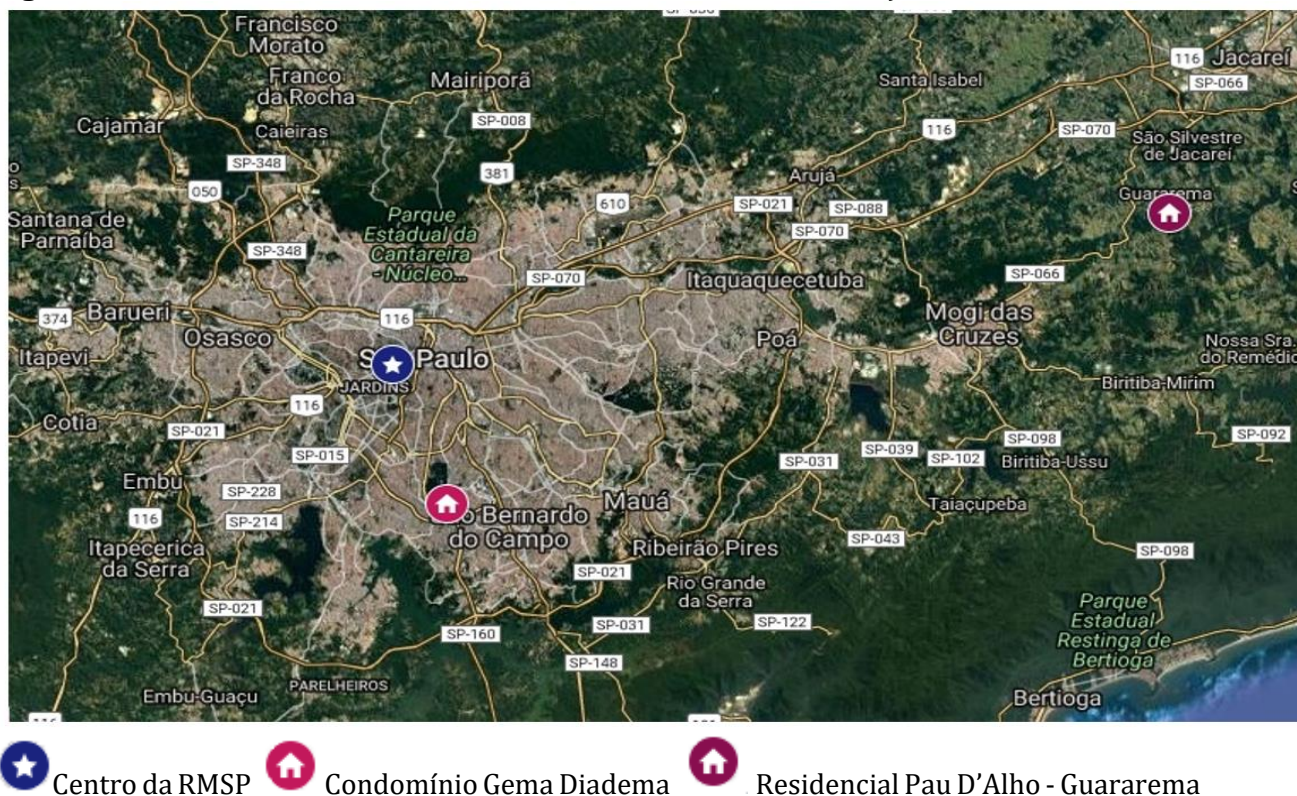 Francisco
Morato
Franco
da Rocha
Mairiporã
116
Jacareí
SP-066
Santa Isabel
Cajamar
Caieiras
SP-008
116
SP-070
São Silvestre
de Jacareí
SP-348
381
050
Arujá
Guararema
610
SP-021
SP-088
Santana de
Parnaíba
Parque
Estadual da
Cantareira
- Núcleo...
SP-070
SP-348
SP-070
Itaquaquecetuba
SP-066
Barueri
374
116
Osasco
Mogi das
Cruzes
Poá
Itapevi
Paulo
Nossa Sra.
do Remédio
JARDINS
Biritiba-Mirim
116
Cotia
SP-021
SP-015
SP-031
SP-039
SP-102
SP-098
SP-092
Biritiba-Ussu
Embu
SP-228
116
SP-214
Bernardo
do Campo
Mauá
Taiaçupeba
Itapecerica
da Serra
Ribeirão Pires
SP-043
SP-098
SP-021
Rio Grande
da Serra
SP-021
SP-160
SP-031
SP-122
Parque
Estadual
Restinga de
Bertioga
SP-148
Embu-Guaçu
PARELHEIROS
Bertioga
Centro da RMSP Condomínio Gema Diadema Residencial Pau D’Alho - Guararema